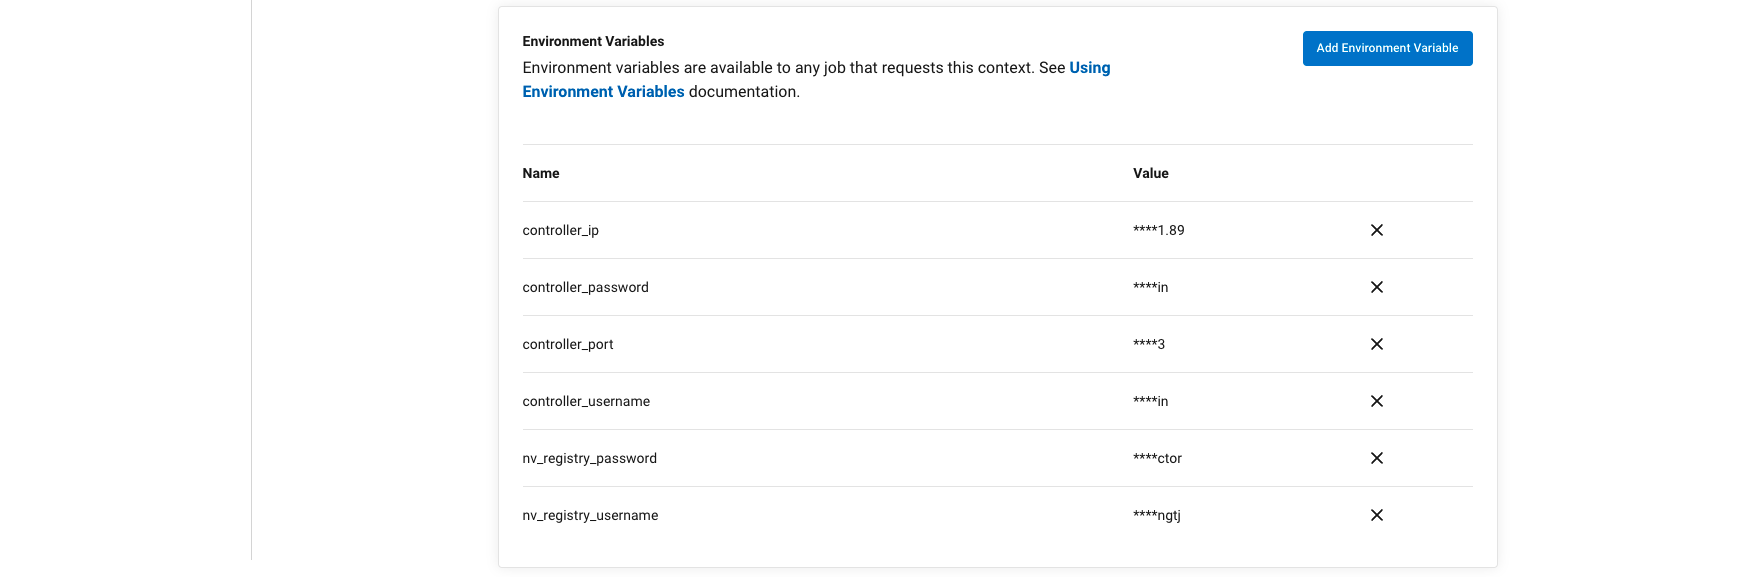 Environment Variables
Add Environment Variable
Environment variables are available to any job that requests this context. See Using
Environment Variables documentation.
Name Value
controller_ip ****1.89
controller_password ****in
controller_port ****3
controller_username ****in
nv_registry_password ****ctor
nv_registry_username ****ngtj